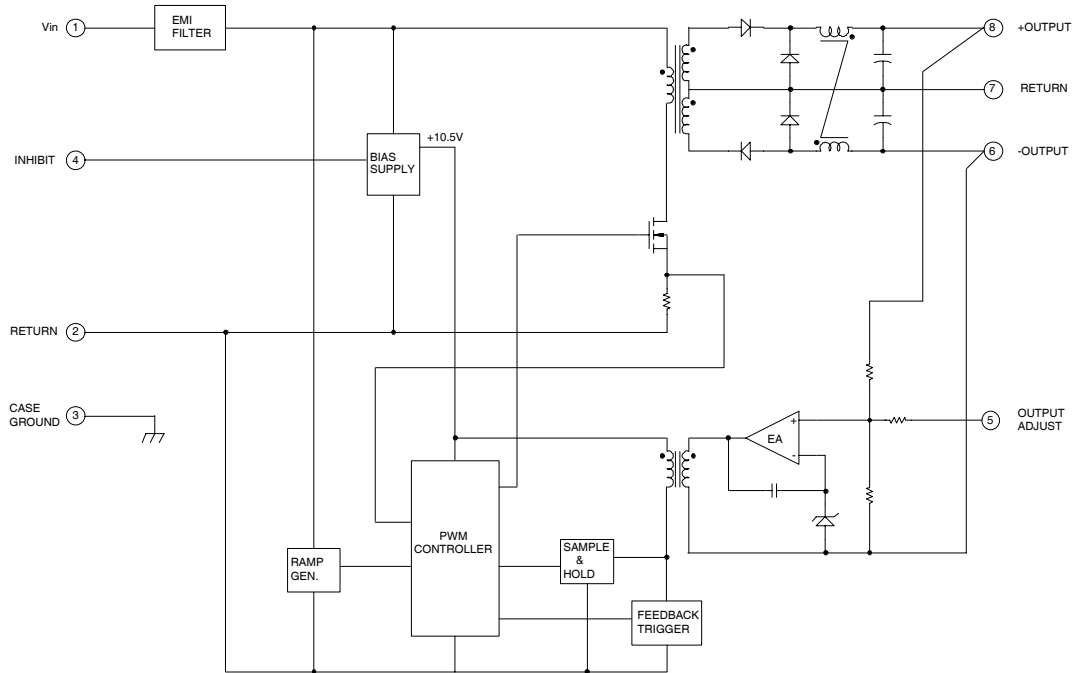 Vin 1
EMI
FILTER
8 +OUTPUT
7 RETURN
+10.5V
INHIBIT 4
BIAS
SUPPLY
6 -OUTPUT
RETURN 2
CASE
GROUND 3
+
EA
-
5 OUTPUT
ADJUST
PWM
CONTROLLER
SAMPLE
&
HOLD
RAMP
GEN.
FEEDBACK
TRIGGER